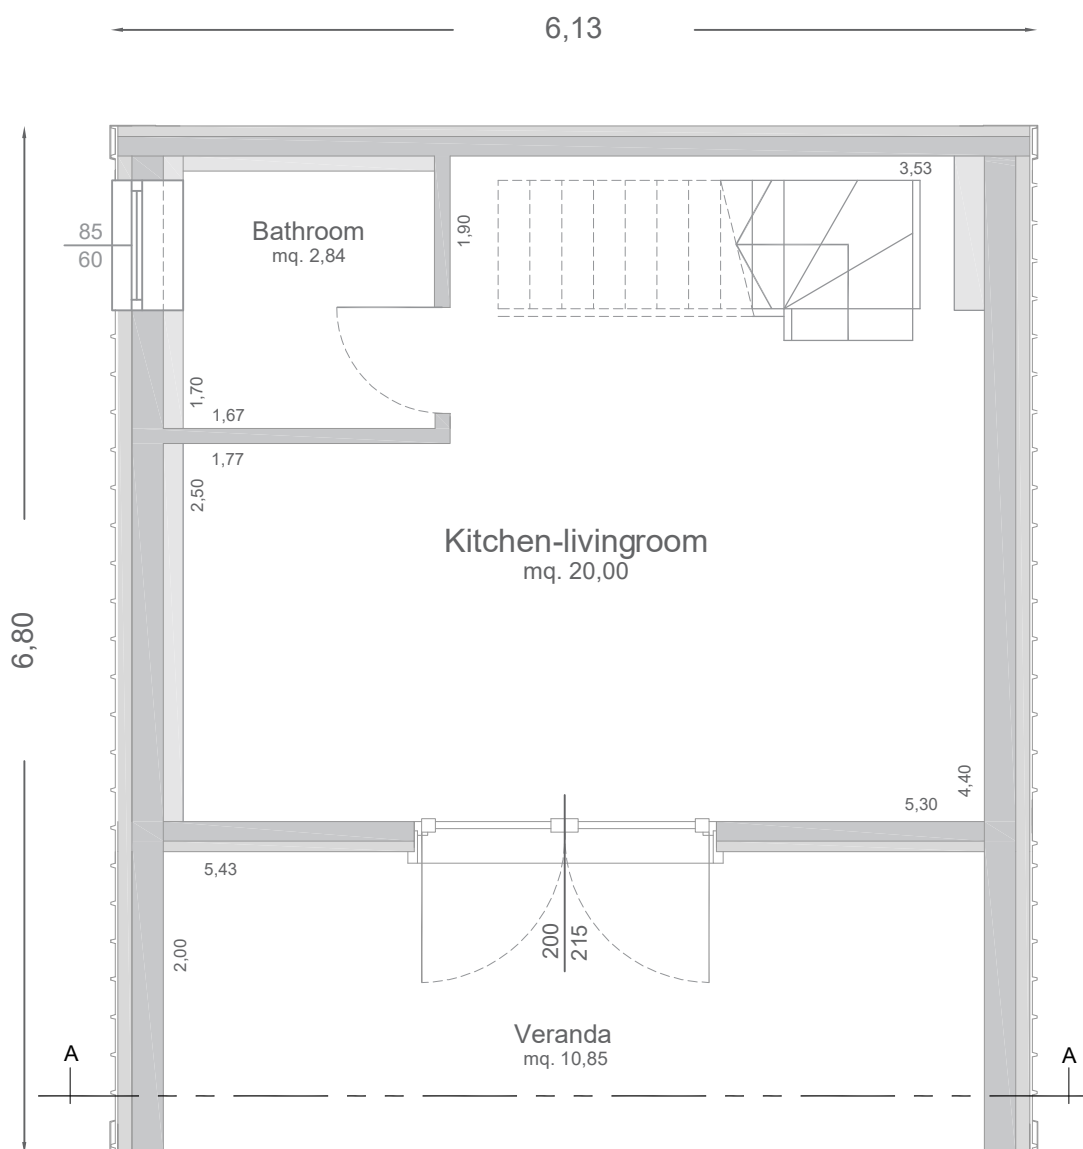 6,13
3,53
85
60
Bathroom
mq. 2,84
1,90
1,70
1,67
1,77
2,50
Kitchen-livingroom
mq. 20,00
6,80
4,40
5,30
5,43
200
215
2,00
Veranda
mq. 10,85
A
A